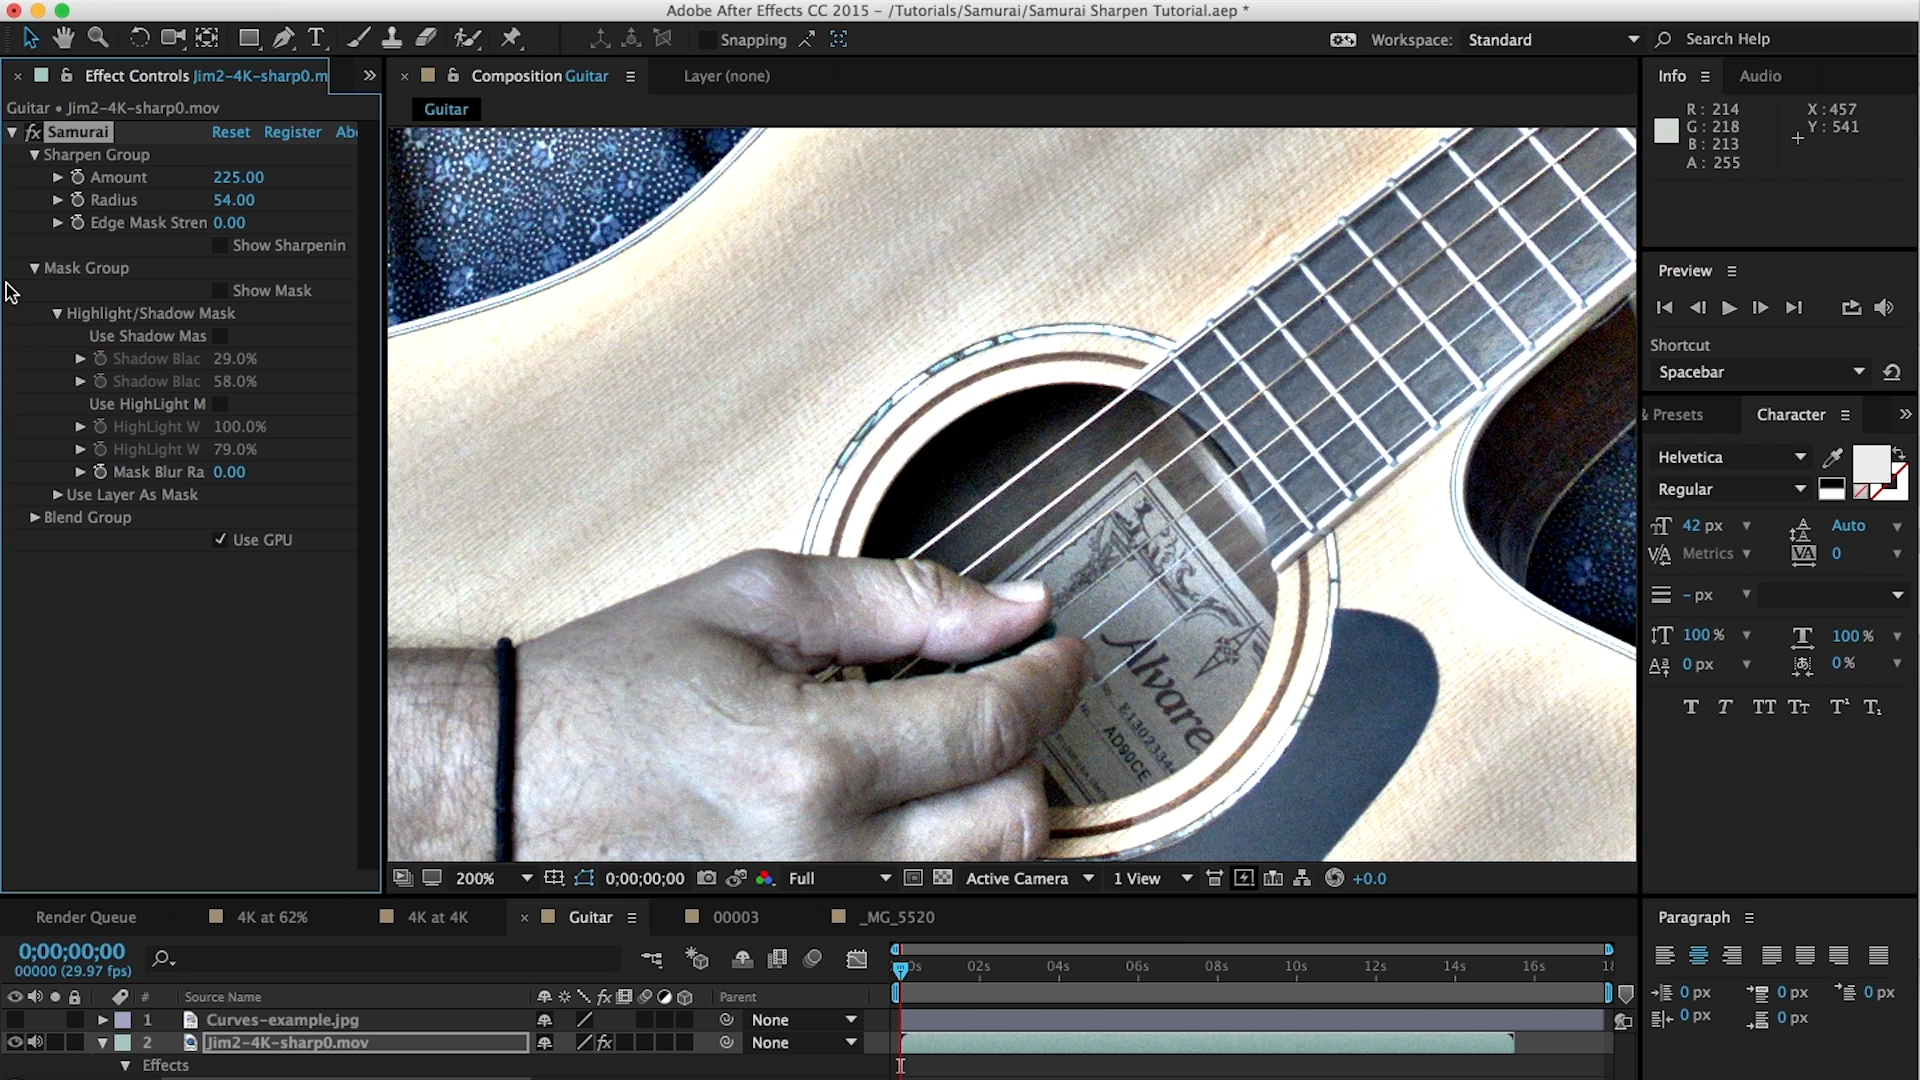 Adobe After Effects CC 2015 – /Tutorials/Samurai/Samurai Sharpen Tutorial.aep *
Snapping
Workspace: Standard
Search Help
Effect Controls Jim2-4K-sharp0.m
Composition Guitar
Layer (none)
Info
Audio
Guitar • Jim2-4K-sharp0.mov
Guitar
R : 214
G : 218
B : 213
A : 255
X : 457
Y : 541
fx Samurai
Reset
Register
Ab
Sharpen Group
Amount 225.00
Radius 54.00
Edge Mask Stren 0.00
Show Sharpenin
Mask Group
Show Mask
Highlight/Shadow Mask
Use Shadow Mas
Shadow Blac 29.0%
Shadow Blac 58.0%
Use HighLight M
HighLight W 100.0%
HighLight W 79.0%
Mask Blur Ra 0.00
Use Layer As Mask
Blend Group
Use GPU
Alvare
E1302334
AD90CE
Preview
Shortcut
Spacebar
& Presets
Character
Helvetica
Regular
42 px
Auto
Metrics
0
- px
100 %
100 %
0 px
0 %
200%
0;00;00;00
Full
Active Camera
1 View
+0.0
Render Queue
4K at 62%
4K at 4K
Guitar
00003
_MG_5520
Paragraph
0;00;00;00
00000 (29.97 fps)
0s 02s 04s 06s 08s 10s 12s 14s 16s 18
0 px
0 px
0 px
0 px
0 px
# Source Name
fx
Parent
1 Curves-example.jpg
None
2 Jim2-4K-sharp0.mov
fx
None
Effects